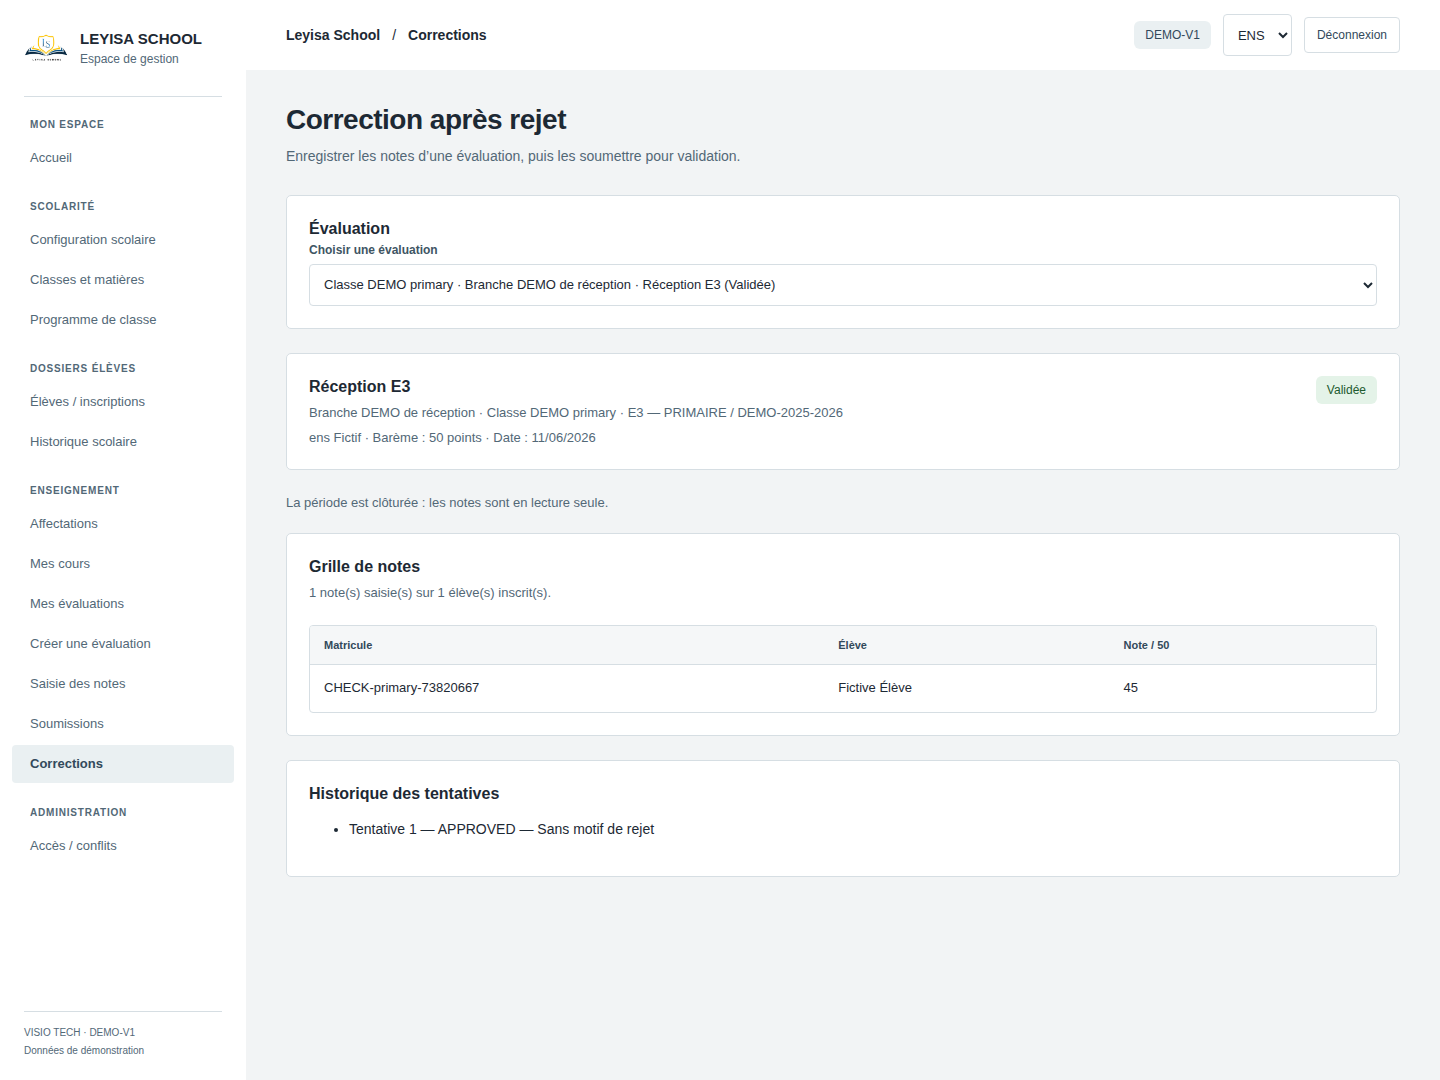 LEYISA SCHOOL
Espace de gestion
MON ESPACE
Accueil
SCOLARITÉ
Configuration scolaire
Classes et matières
Programme de classe
DOSSIERS ÉLÈVES
Élèves / inscriptions
Historique scolaire
ENSEIGNEMENT
Affectations
Mes cours
Mes évaluations
Créer une évaluation
Saisie des notes
Soumissions
Corrections
ADMINISTRATION
Accès / conflits
VISIO TECH · DEMO-V1
Données de démonstration
Leyisa School / Corrections
DEMO-V1
ENS
Déconnexion
Correction après rejet
Enregistrer les notes d’une évaluation, puis les soumettre pour validation.
Évaluation
Choisir une évaluation
Classe DEMO primary · Branche DEMO de réception · Réception E3 (Validée)
Réception E3
Validée
Branche DEMO de réception · Classe DEMO primary · E3 — PRIMAIRE / DEMO-2025-2026
ens Fictif · Barème : 50 points · Date : 11/06/2026
La période est clôturée : les notes sont en lecture seule.
Grille de notes
1 note(s) saisie(s) sur 1 élève(s) inscrit(s).
Matricule Élève Note / 50
CHECK-primary-73820667 Fictive Élève 45
Historique des tentatives
• Tentative 1 — APPROVED — Sans motif de rejet